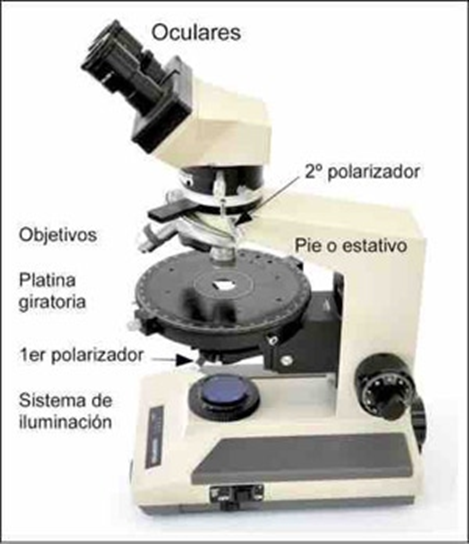 Oculares
2º polarizador
Objetivos
Pie o estativo
Platina
giratoria
1er polarizador
Sistema de
iluminación